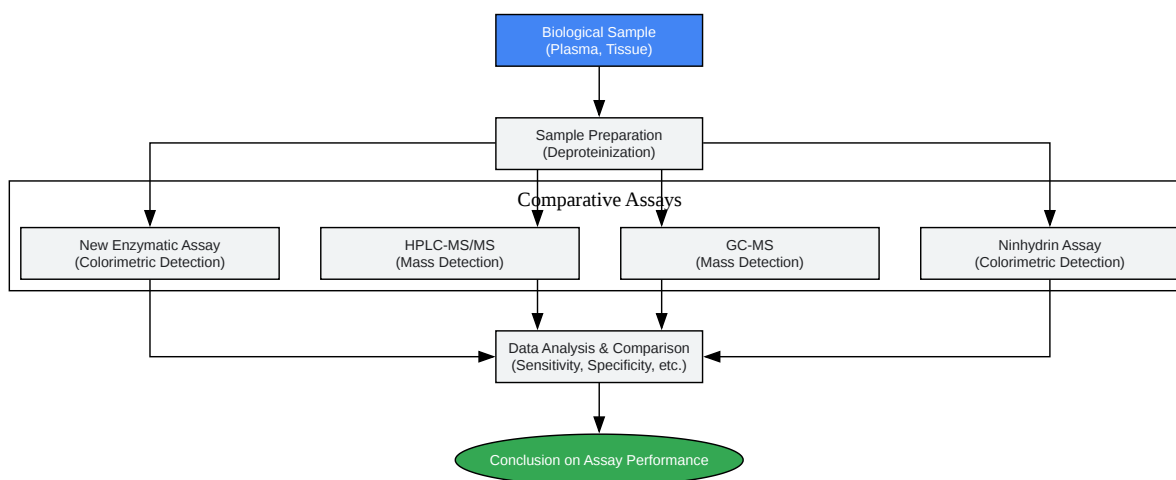 Biological Sample
(Plasma, Tissue)
Sample Preparation
(Deproteinization)
Comparative Assays
New Enzymatic Assay
(Colorimetric Detection)
HPLC-MS/MS
(Mass Detection)
GC-MS
(Mass Detection)
Ninhydrin Assay
(Colorimetric Detection)
Data Analysis & Comparison
(Sensitivity, Specificity, etc.)
Conclusion on Assay Performance